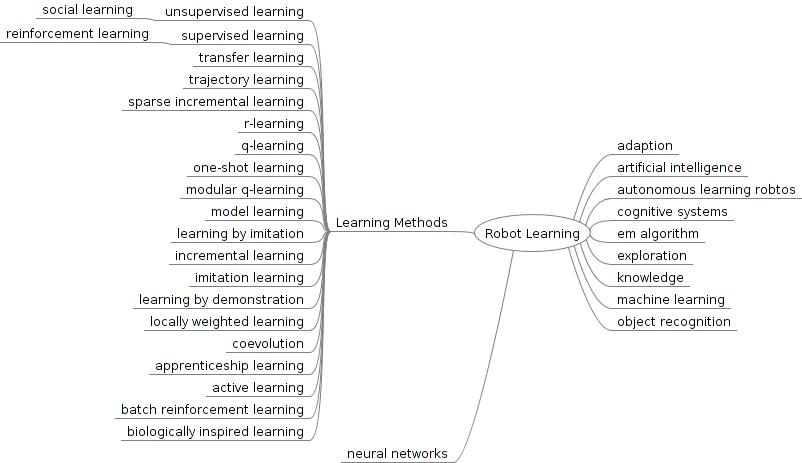 social learning
unsupervised learning
reinforcement learning
supervised learning
transfer learning
trajectory learning
sparse incremental learning
r-learning
q-learning
one-shot learning
modular q-learning
model learning
learning by imitation
incremental learning
imitation learning
learning by demonstration
locally weighted learning
coevolution
apprenticeship learning
active learning
batch reinforcement learning
biologically inspired learning
Learning Methods
neural networks
Robot Learning
adaption
artificial intelligence
autonomous learning robtos
cognitive systems
em algorithm
exploration
knowledge
machine learning
object recognition